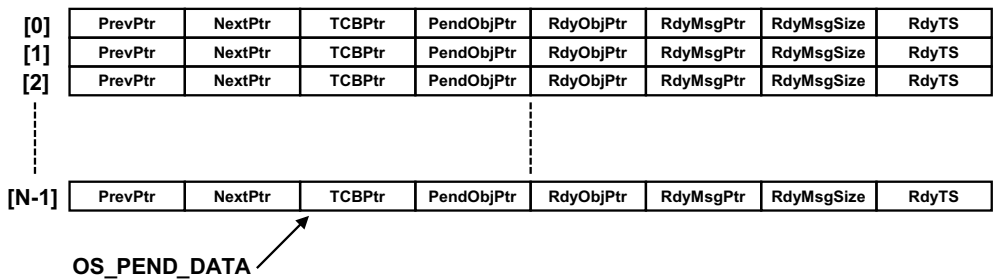 [0] PrevPtr NextPtr TCBPtr PendObjPtr RdyObjPtr RdyMsgPtr RdyMsgSize RdyTS
[1] PrevPtr NextPtr TCBPtr PendObjPtr RdyObjPtr RdyMsgPtr RdyMsgSize RdyTS
[2] PrevPtr NextPtr TCBPtr PendObjPtr RdyObjPtr RdyMsgPtr RdyMsgSize RdyTS
[N-1] PrevPtr NextPtr TCBPtr PendObjPtr RdyObjPtr RdyMsgPtr RdyMsgSize RdyTS
OS_PEND_DATA